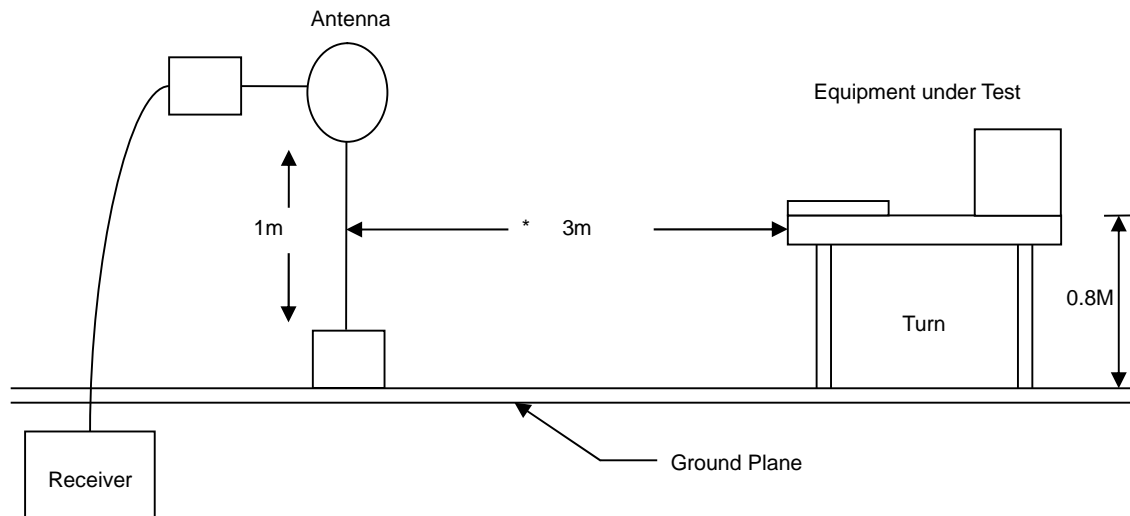 Antenna
Equipment under Test
1m
* 3m
0.8M
Turn
Ground Plane
Receiver